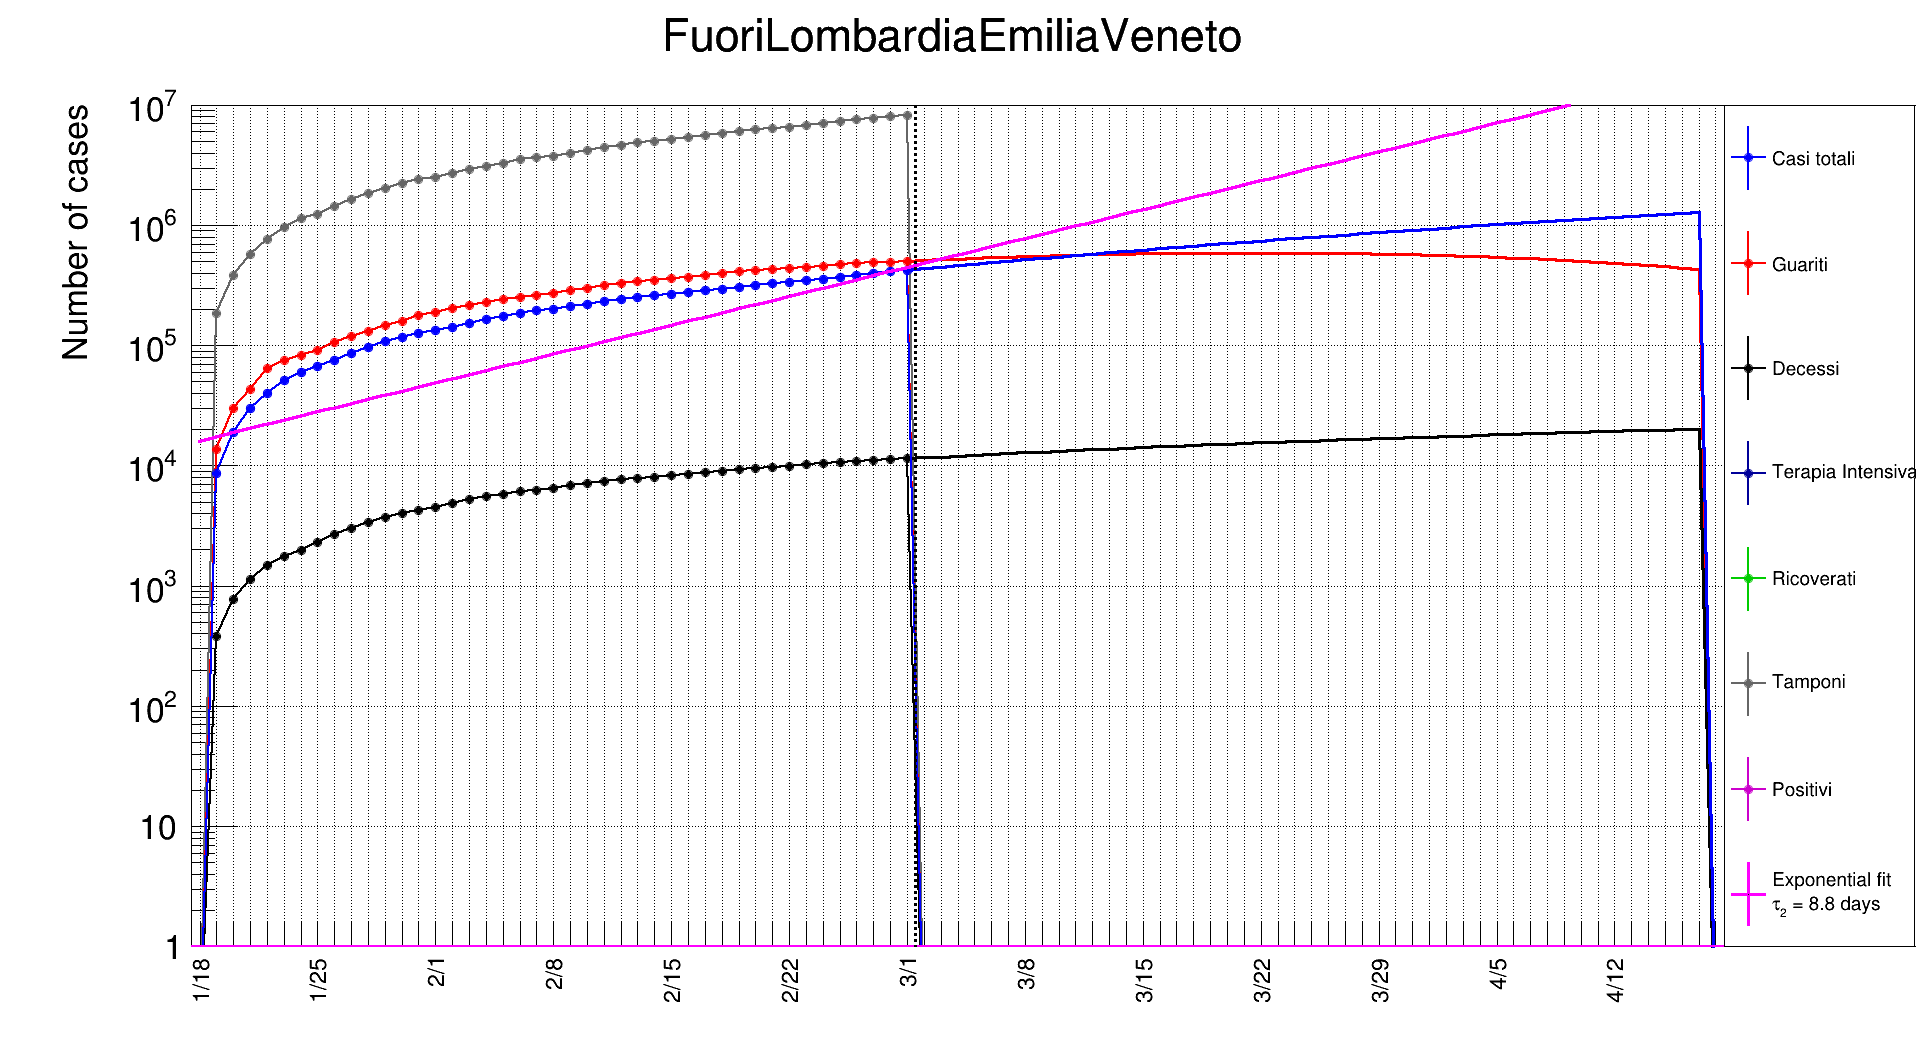 FuoriLombardiaEmiliaVeneto
Number of cases
10^7
10^6
10^5
10^4
10^3
10^2
10
1
1/18
1/25
2/1
2/8
2/15
2/22
3/1
3/8
3/15
3/22
3/29
4/5
4/12
Casi totali
Guariti
Decessi
Terapia Intensiva
Ricoverati
Tamponi
Positivi
Exponential fit
τ₂ = 8.8 days